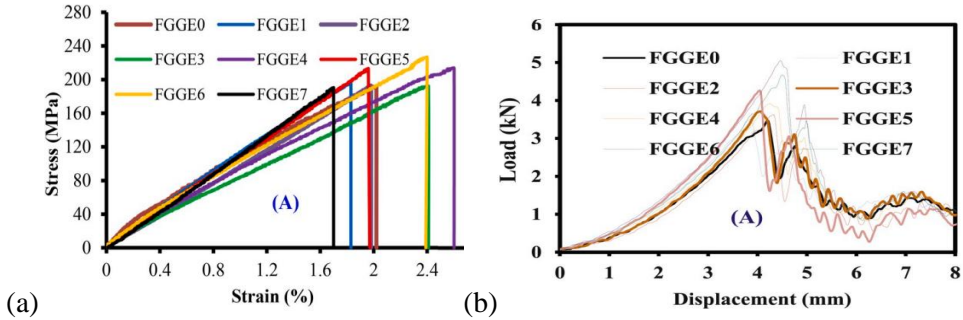 280
240
200
160
120
80
40
0
Stress (MPa)
FGGE0 FGGE1 FGGE2
FGGE3 FGGE4 FGGE5
FGGE6 FGGE7
(A)
0 0.4 0.8 1.2 1.6 2 2.4
Strain (%)
(a)
6
5
4
3
2
1
0
Load (kN)
FGGE0 FGGE1
FGGE2 FGGE3
FGGE4 FGGE5
FGGE6 FGGE7
(A)
0 1 2 3 4 5 6 7 8
Displacement (mm)
(b)